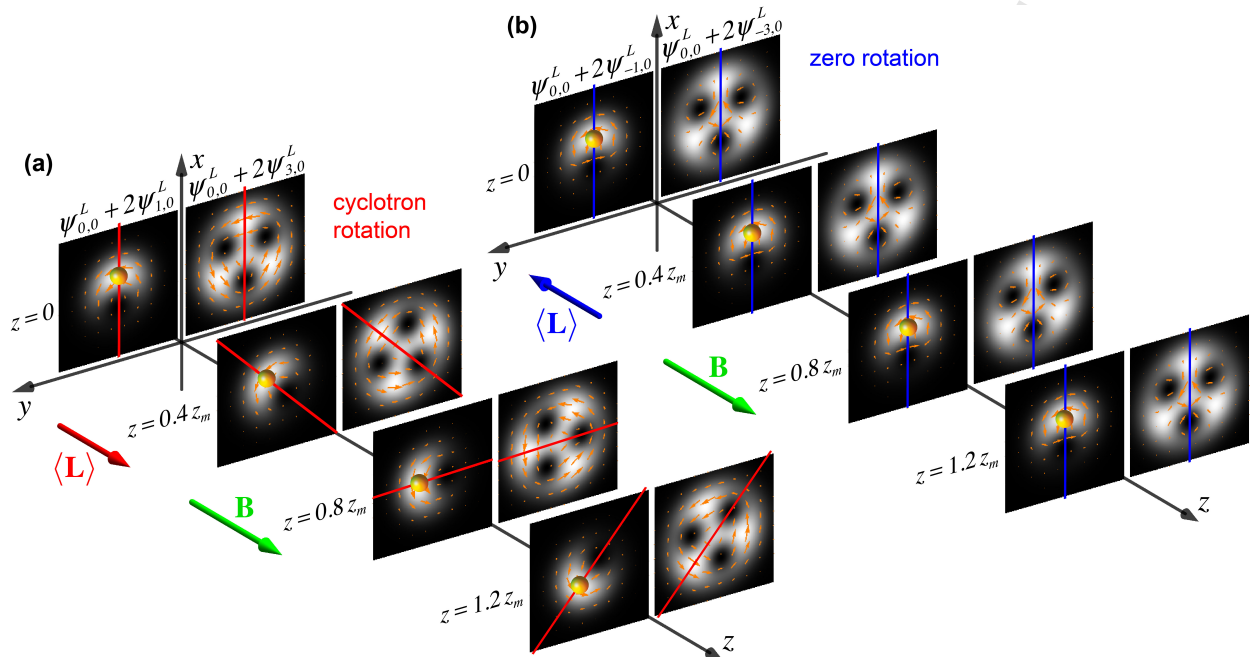 (a)
x
ψ^L_{0,0} + 2ψ^L_{1,0}
ψ^L_{0,0} + 2ψ^L_{3,0}
cyclotron
rotation
z = 0
y
z = 0.4 z_m
⟨L⟩
B
z = 0.8 z_m
z = 1.2 z_m
z
(b)
x
ψ^L_{0,0} + 2ψ^L_{-1,0}
ψ^L_{0,0} + 2ψ^L_{-3,0}
zero rotation
z = 0
y
z = 0.4 z_m
⟨L⟩
B
z = 0.8 z_m
z = 1.2 z_m
z